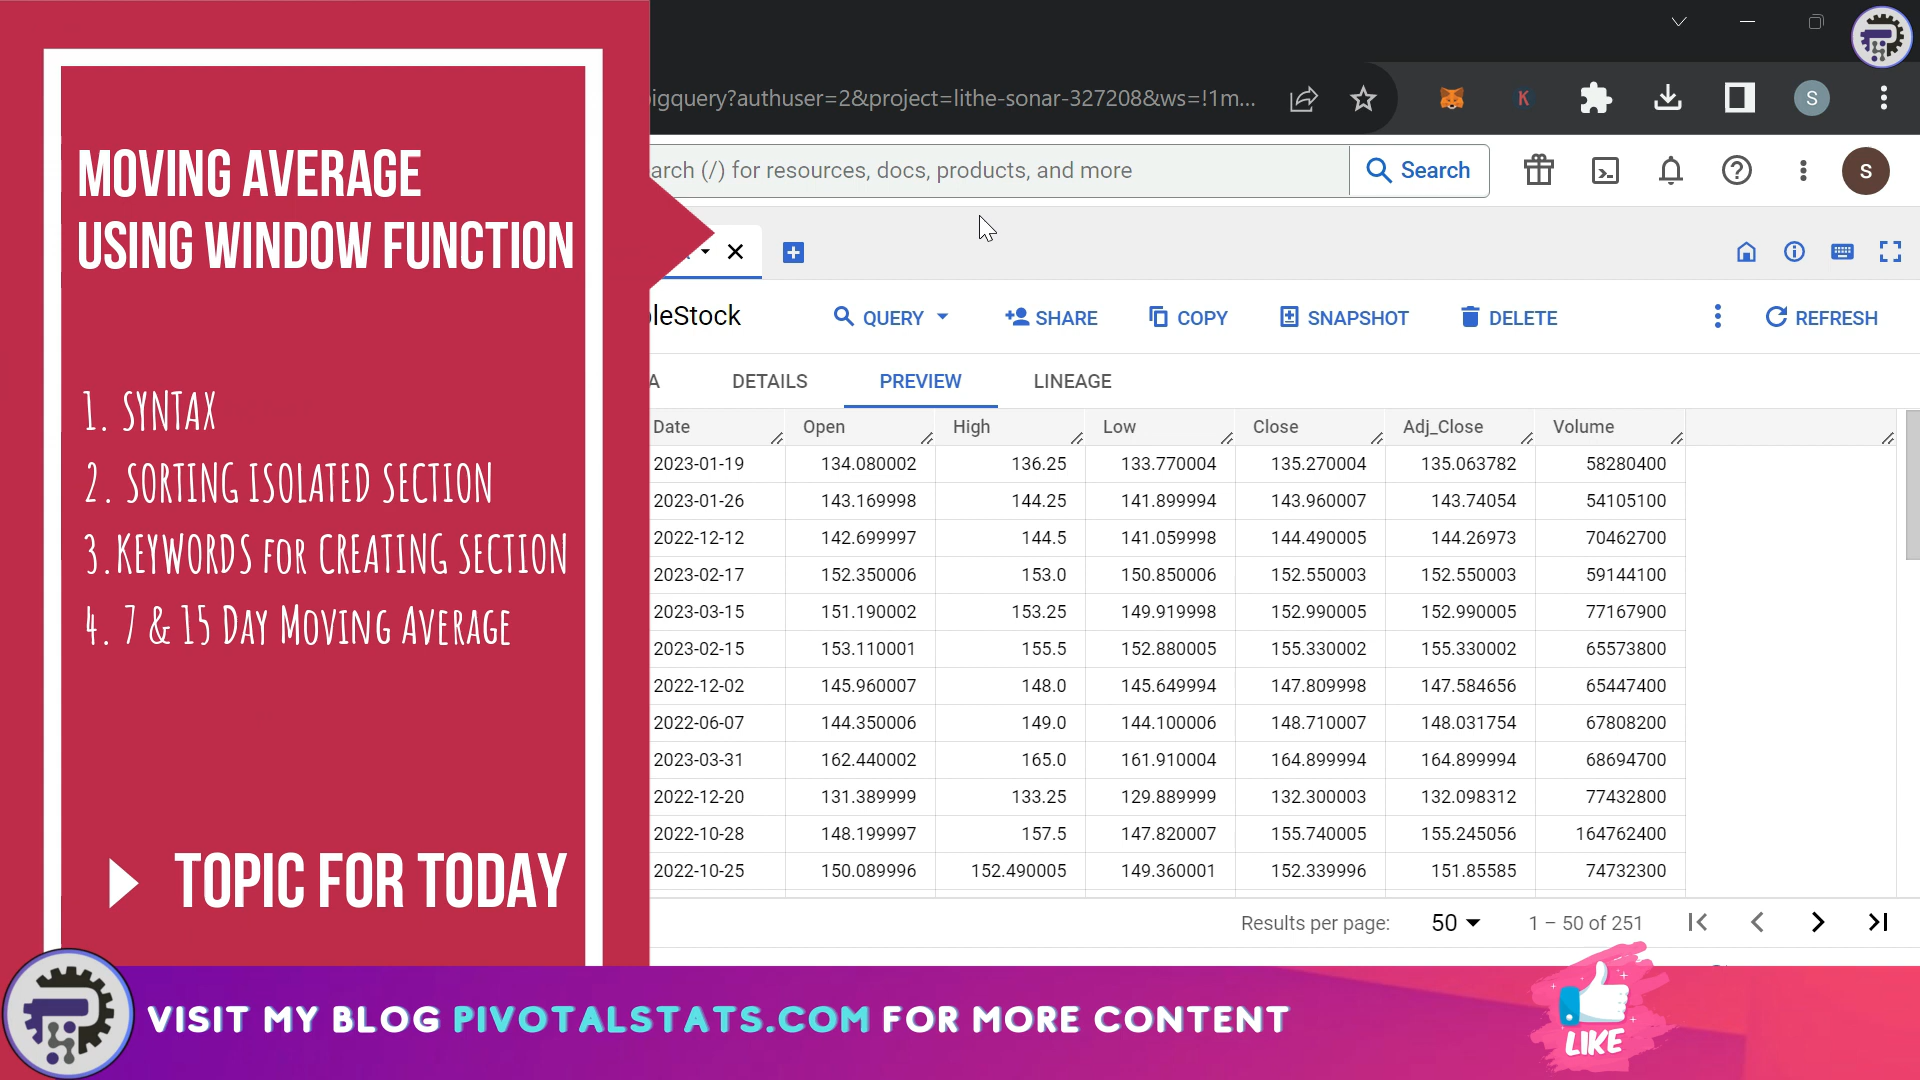 MOVING AVERAGE
USING WINDOW FUNCTION
1. SYNTAX
2. SORTING ISOLATED SECTION
3. KEYWORDS for CREATING SECTION
4. 7 & 15 Day Moving Average
TOPIC FOR TODAY
igquery?authuser=2&project=lithe-sonar-327208&ws=!1m...
K
S
arch (/) for resources, docs, products, and more
Search
S
leStock
QUERY
SHARE
COPY
SNAPSHOT
DELETE
REFRESH
A DETAILS PREVIEW LINEAGE
Date Open High Low Close Adj_Close Volume
2023-01-19 134.080002 136.25 133.770004 135.270004 135.063782 58280400
2023-01-26 143.169998 144.25 141.899994 143.960007 143.74054 54105100
2022-12-12 142.699997 144.5 141.059998 144.490005 144.26973 70462700
2023-02-17 152.350006 153.0 150.850006 152.550003 152.550003 59144100
2023-03-15 151.190002 153.25 149.919998 152.990005 152.990005 77167900
2023-02-15 153.110001 155.5 152.880005 155.330002 155.330002 65573800
2022-12-02 145.960007 148.0 145.649994 147.809998 147.584656 65447400
2022-06-07 144.350006 149.0 144.100006 148.710007 148.031754 67808200
2023-03-31 162.440002 165.0 161.910004 164.899994 164.899994 68694700
2022-12-20 131.389999 133.25 129.889999 132.300003 132.098312 77432800
2022-10-28 148.199997 157.5 147.820007 155.740005 155.245056 164762400
2022-10-25 150.089996 152.490005 149.360001 152.339996 151.85585 74732300
Results per page: 50 1 – 50 of 251
VISIT MY BLOG PIVOTALSTATS.COM FOR MORE CONTENT
LIKE